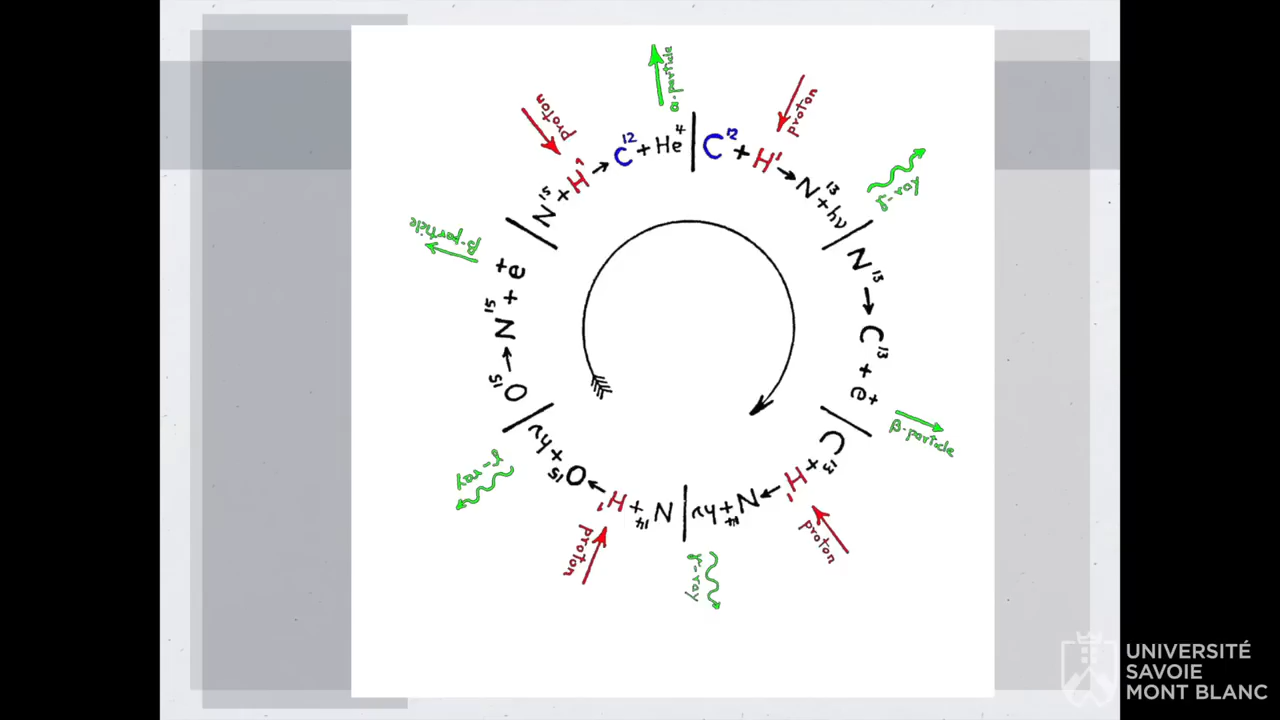 C¹² + H¹ → N¹³ + hν
proton
γ-ray
N¹³ → C¹³ + e⁺
β-particle
C¹³ + H¹ → N¹⁴ + hν
proton
γ-ray
N¹⁴ + H¹ → O¹⁵ + hν
proton
γ-ray
O¹⁵ → N¹⁵ + e⁺
β-particle
N¹⁵ + H¹ → C¹² + He⁴
proton
α-particle
UNIVERSITÉ
SAVOIE
MONT BLANC